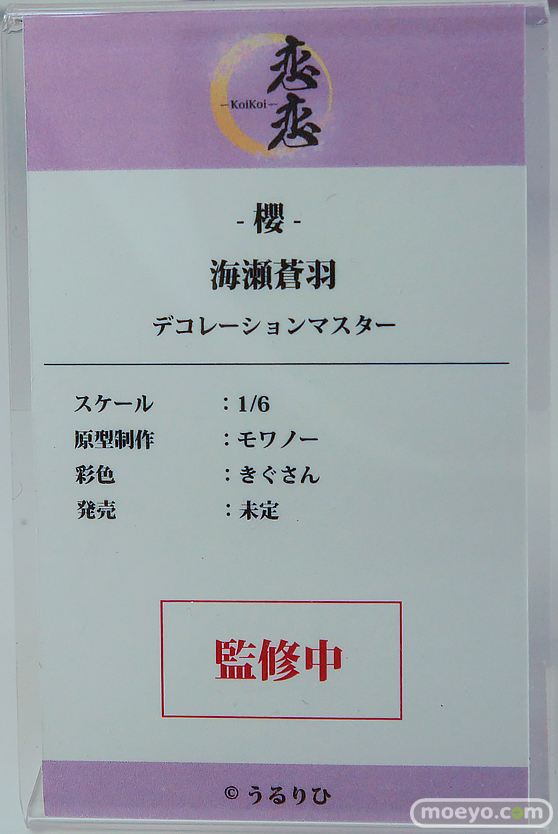 恋恋
-KoiKoi-
- 櫻 -
海瀬蒼羽
デコレーションマスター
スケール :1/6
原型制作 :モワノー
彩色 :きぐさん
発売 :未定
監修中
© うるりひ
moeyo.com